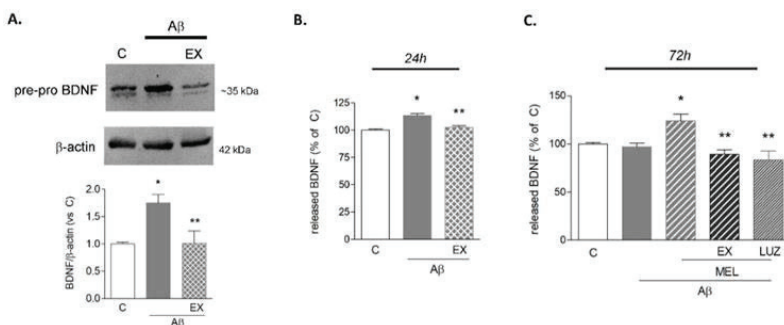 A.
Aβ
C
EX
pre-pro BDNF
~35 kDa
β-actin
42 kDa
BDNF/β-actin (vs C)
2.0
1.5
1.0
0.5
0.0
*
**
C
EX
Aβ
B.
24h
released BDNF (% of C)
125
100
75
50
25
0
*
**
C
EX
Aβ
C.
72h
released BDNF (% of C)
150
100
50
0
*
**
**
C
EX
LUZ
MEL
Aβ